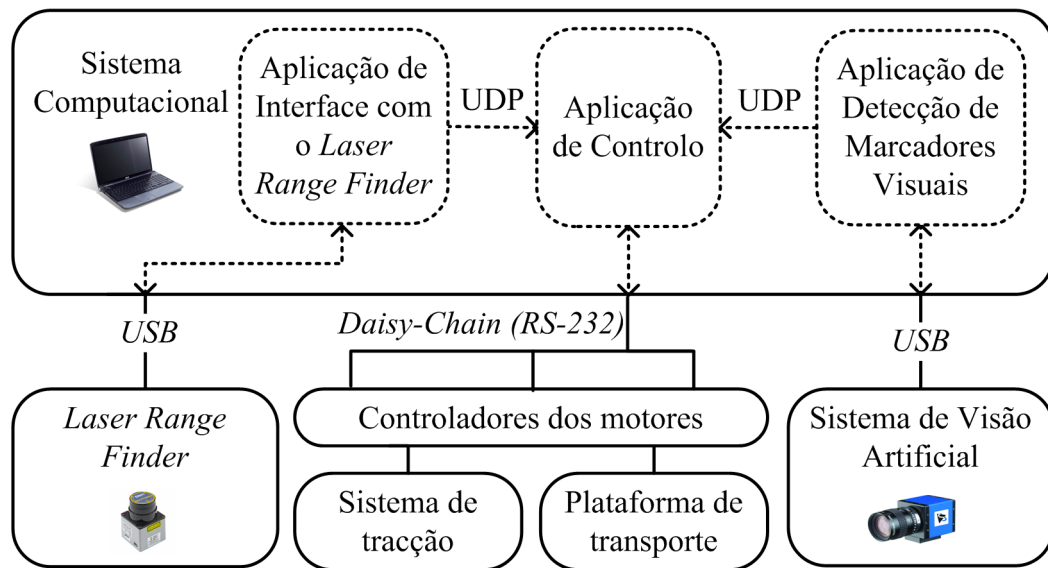 Sistema
Computacional
Aplicação de
Interface com
o Laser
Range Finder
UDP
Aplicação
de Controlo
UDP
Aplicação de
Detecção de
Marcadores
Visuais
USB
Daisy-Chain (RS-232)
USB
Laser Range
Finder
Controladores dos motores
Sistema de
tracção
Plataforma de
transporte
Sistema de Visão
Artificial